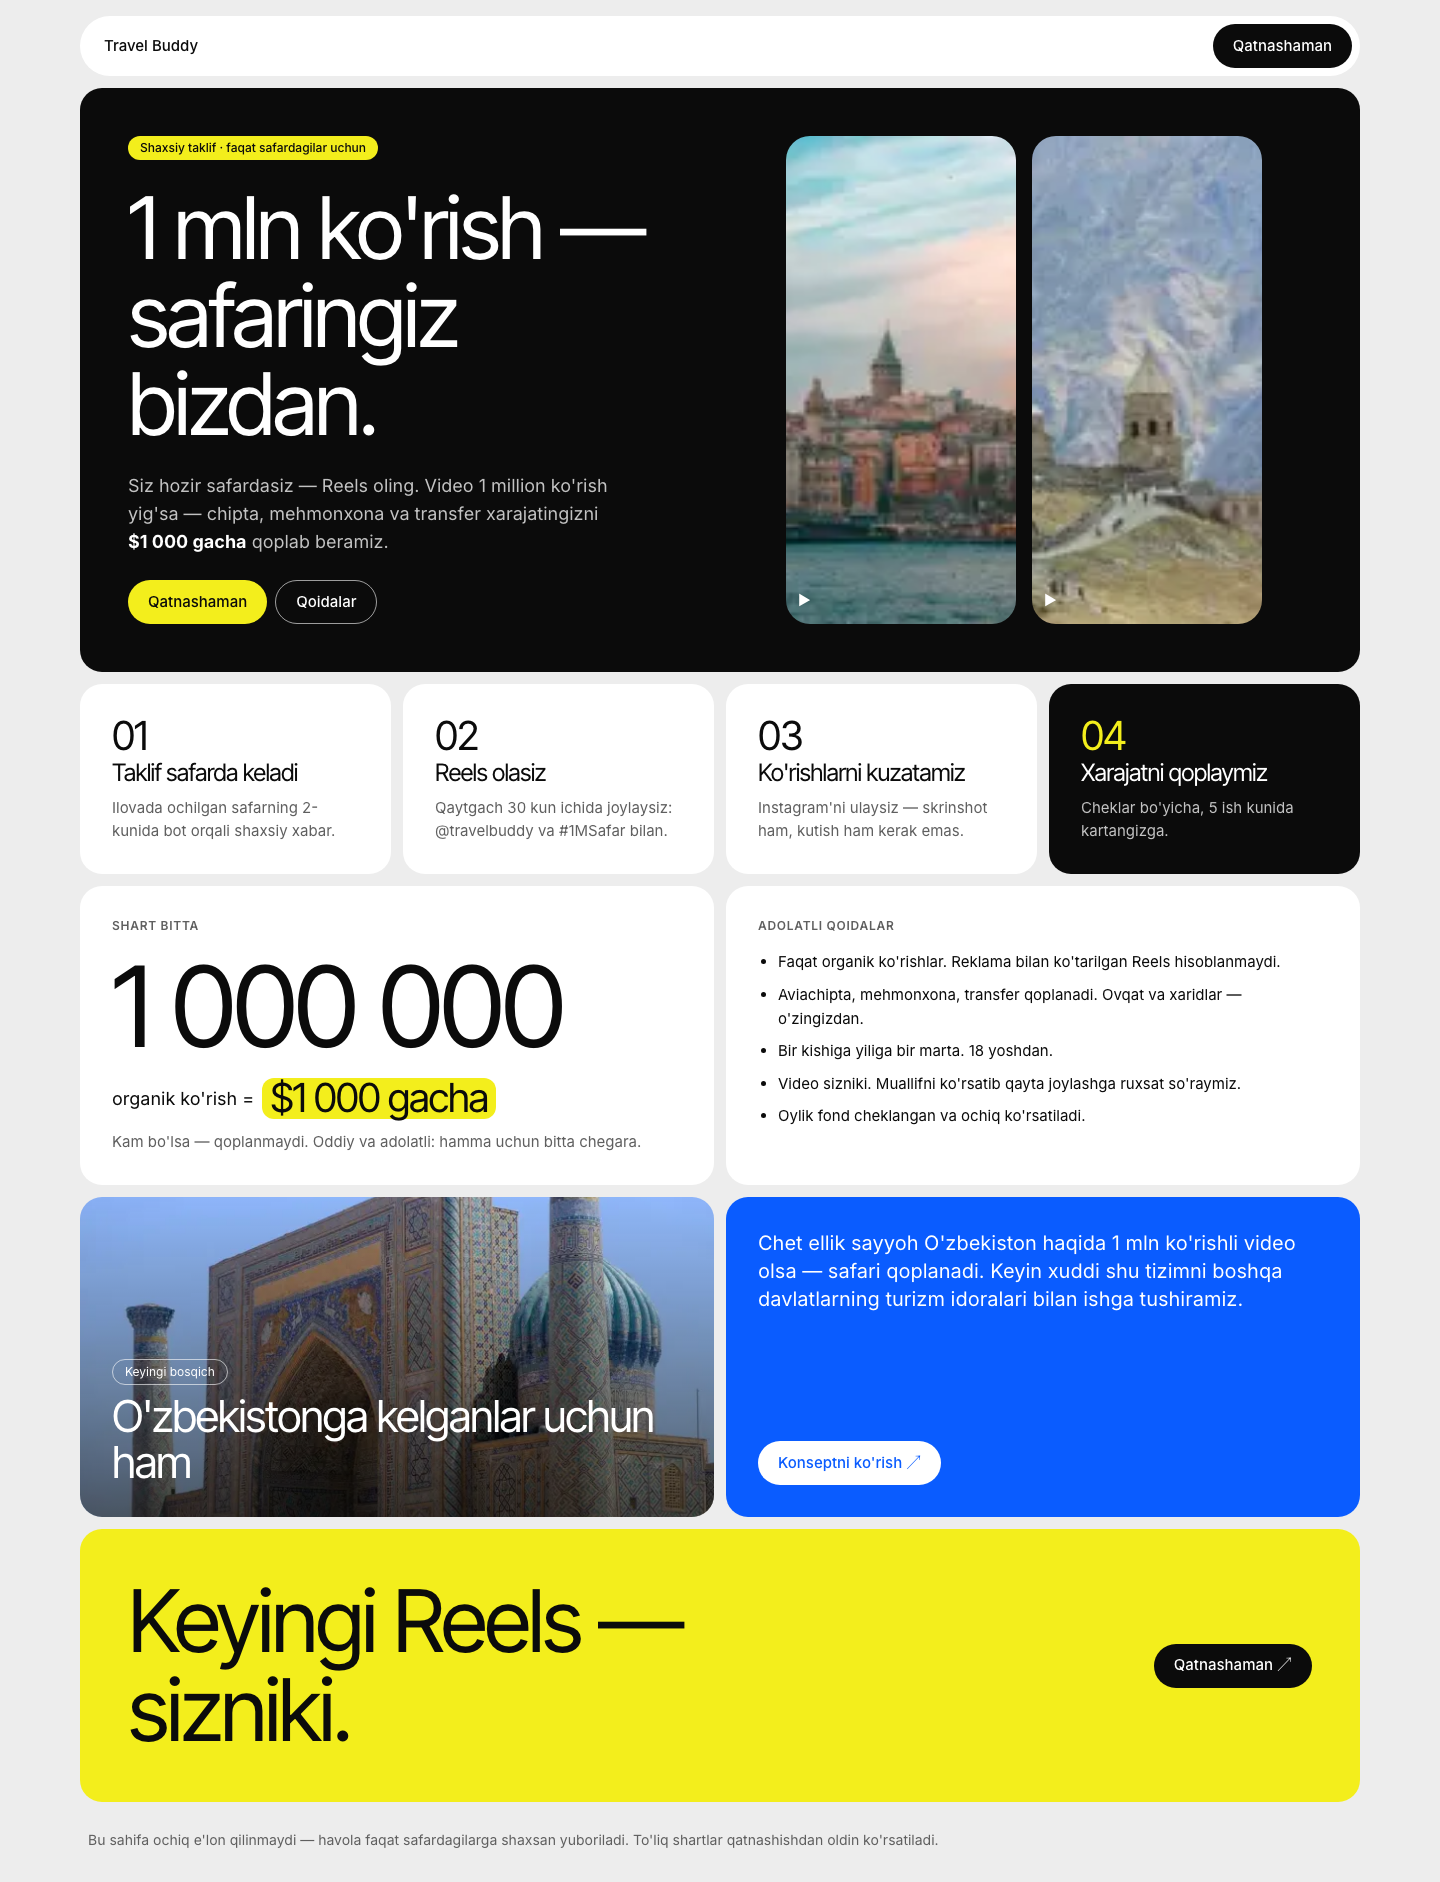 Travel Buddy
Qatnashaman
Shaxsiy taklif · faqat safardagilar uchun
1 mln ko'rish —
safaringiz
bizdan.
Siz hozir safardasiz — Reels oling. Video 1 million ko'rish
yig'sa — chipta, mehmonxona va transfer xarajatingizni
$1 000 gacha qoplab beramiz.
Qatnashaman
Qoidalar
01
Taklif safarda keladi
Ilovada ochilgan safarning 2-
kunida bot orqali shaxsiy xabar.
02
Reels olasiz
Qaytgach 30 kun ichida joylaysiz:
@travelbuddy va #1MSafar bilan.
03
Ko'rishlarni kuzatamiz
Instagram'ni ulaysiz — skrinshot
ham, kutish ham kerak emas.
04
Xarajatni qoplaymiz
Cheklar bo'yicha, 5 ish kunida
kartangizga.
SHART BITTA
1 000 000
organik ko'rish = $1 000 gacha
Kam bo'lsa — qoplanmaydi. Oddiy va adolatli: hamma uchun bitta chegara.
ADOLATLI QOIDALAR
• Faqat organik ko'rishlar. Reklama bilan ko'tarilgan Reels hisoblanmaydi.
• Aviachipta, mehmonxona, transfer qoplanadi. Ovqat va xaridlar —
o'zingizdan.
• Bir kishiga yiliga bir marta. 18 yoshdan.
• Video sizniki. Muallifni ko'rsatib qayta joylashga ruxsat so'raymiz.
• Oylik fond cheklangan va ochiq ko'rsatiladi.
Keyingi bosqich
O'zbekistonga kelganlar uchun
ham
Chet ellik sayyoh O'zbekiston haqida 1 mln ko'rishli video
olsa — safari qoplanadi. Keyin xuddi shu tizimni boshqa
davlatlarning turizm idoralari bilan ishga tushiramiz.
Konseptni ko'rish ↗
Keyingi Reels —
sizniki.
Qatnashaman ↗
Bu sahifa ochiq e'lon qilinmaydi — havola faqat safardagilarga shaxsan yuboriladi. To'liq shartlar qatnashishdan oldin ko'rsatiladi.